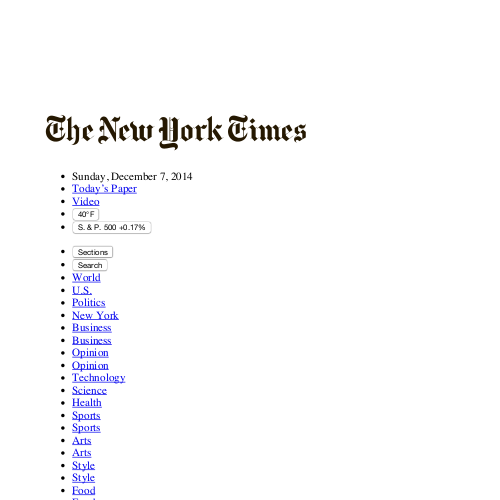 The New York Times
Sunday, December 7, 2014
Today's Paper
Video
40°F
S. & P. 500 +0.17%
Sections
Search
World
U.S.
Politics
New York
Business
Business
Opinion
Opinion
Technology
Science
Health
Sports
Sports
Arts
Arts
Style
Style
Food